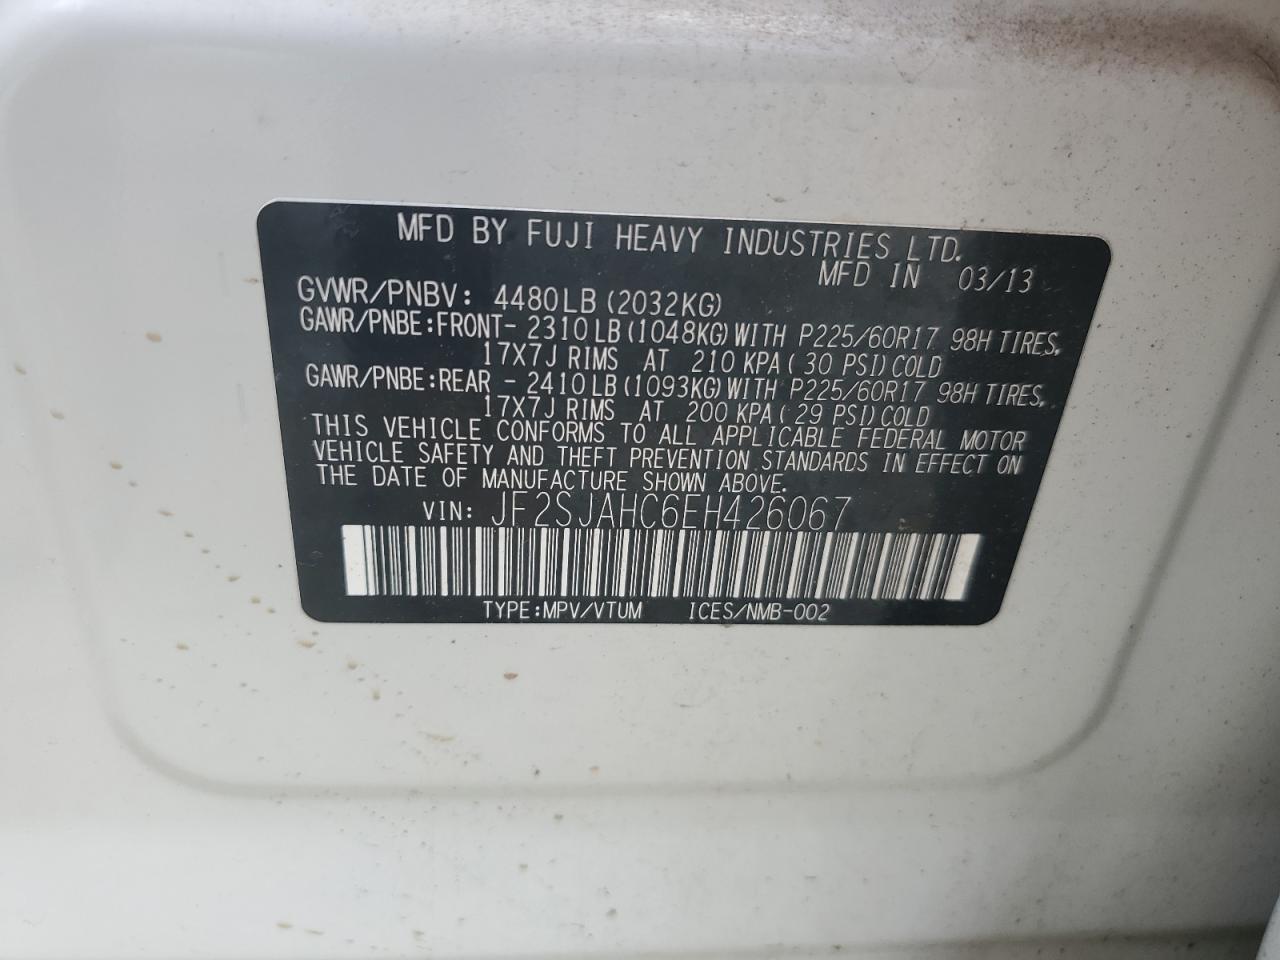 MFD BY FUJI HEAVY INDUSTRIES LTD.
MFD IN 03/13
GVWR/PNBV: 4480LB (2032KG)
GAWR/PNBE:FRONT- 2310LB(1048KG)WITH P225/60R17 98H TIRES,
17X7J RIMS AT 210 KPA( 30 PSI)COLD
GAWR/PNBE:REAR - 2410LB(1093KG)WITH P225/60R17 98H TIRES,
17X7J RIMS AT 200 KPA( 29 PSI)COLD
THIS VEHICLE CONFORMS TO ALL APPLICABLE FEDERAL MOTOR
VEHICLE SAFETY AND THEFT PREVENTION STANDARDS IN EFFECT ON
THE DATE OF MANUFACTURE SHOWN ABOVE.
VIN: JF2SJAHC6EH426067
TYPE:MPV/VTUM ICES/NMB-002